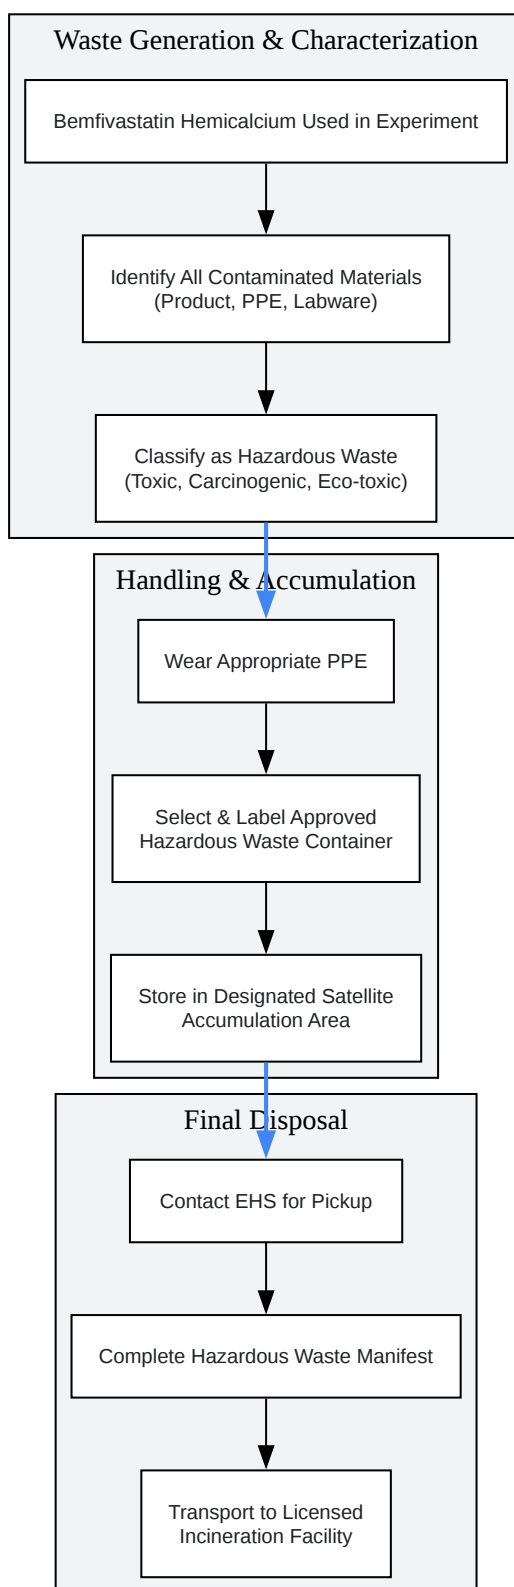 Waste Generation & Characterization
Bemfivastatin Hemicalcium Used in Experiment
Identify All Contaminated Materials
(Product, PPE, Labware)
Classify as Hazardous Waste
(Toxic, Carcinogenic, Eco-toxic)
Handling & Accumulation
Wear Appropriate PPE
Select & Label Approved
Hazardous Waste Container
Store in Designated Satellite
Accumulation Area
Final Disposal
Contact EHS for Pickup
Complete Hazardous Waste Manifest
Transport to Licensed
Incineration Facility